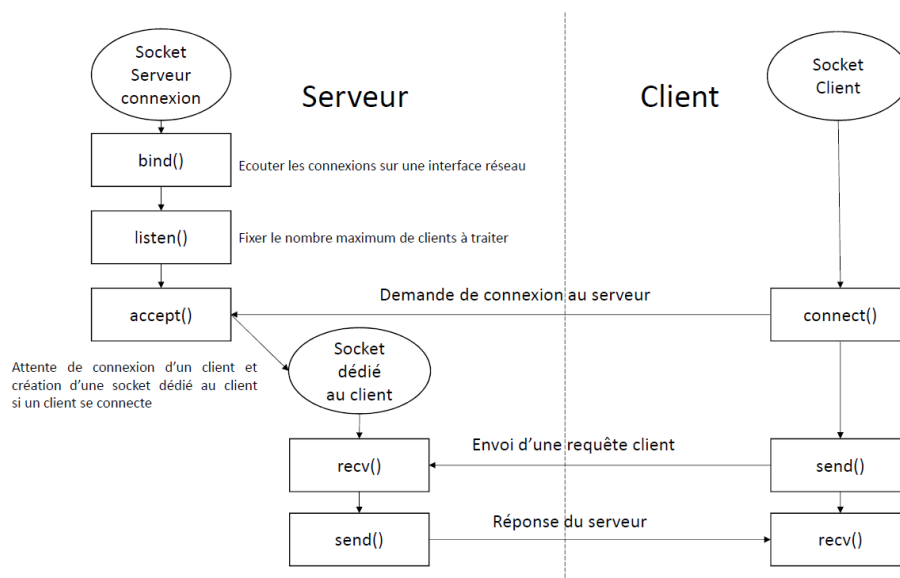 Socket
Serveur
connexion
Serveur
Client
Socket
Client
bind()
Ecouter les connexions sur une interface réseau
listen()
Fixer le nombre maximum de clients à traiter
Demande de connexion au serveur
accept()
connect()
Attente de connexion d’un client et
création d’une socket dédié au client
si un client se connecte
Socket
dédié
au client
Envoi d’une requête client
recv()
send()
Réponse du serveur
send()
recv()